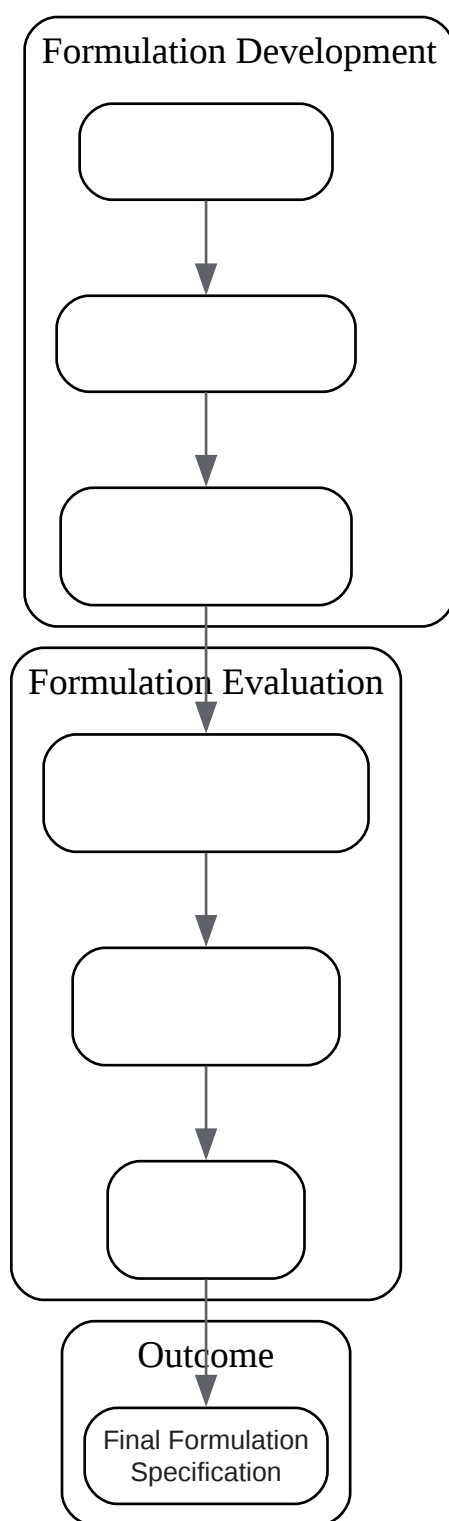 Formulation Development
Formulation Evaluation
Outcome
Final Formulation
Specification